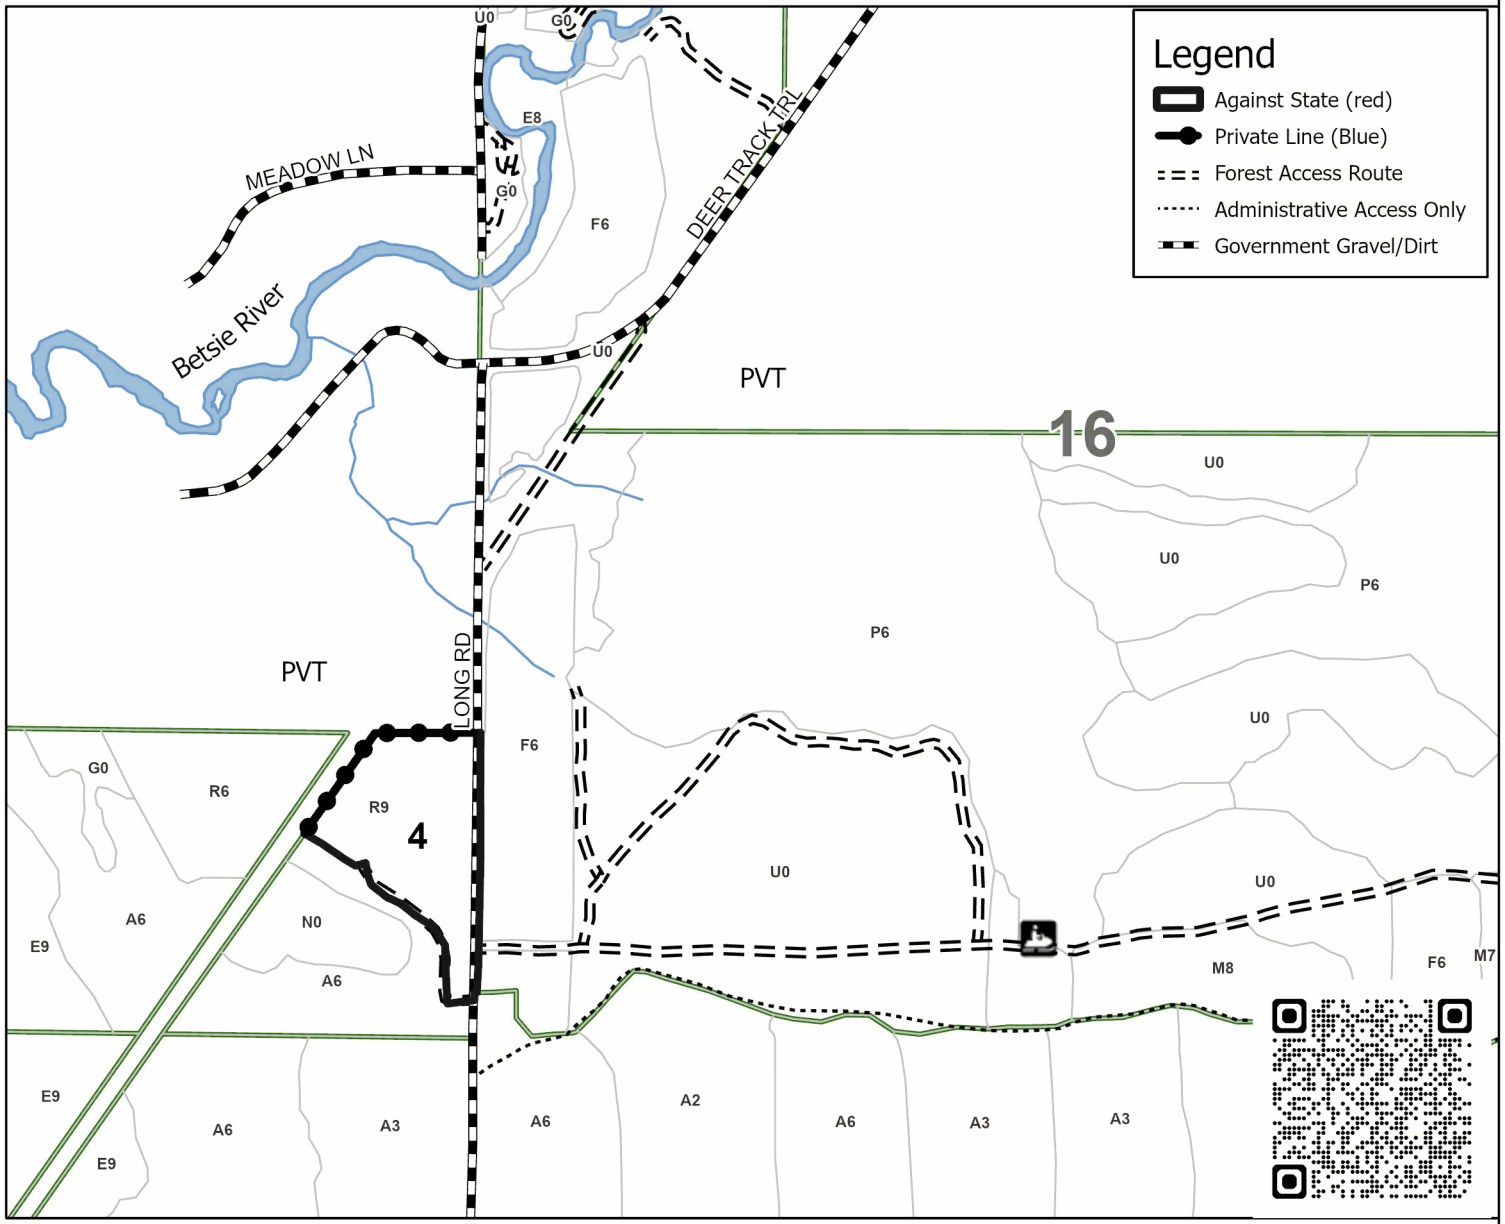 U0
G0
Legend
Against State (red)
Private Line (Blue)
Forest Access Route
Administrative Access Only
Government Gravel/Dirt
E8
DEER TRACK TRL
MEADOW LN
G0
F6
Betsie River
U0
PVT
16
U0
U0
P6
P6
PVT
LONG RD
U0
F6
G0
R6
R9
4
U0
U0
A6
N0
E9
A6
M8
F6
M7
E9
A2
A6
A3
A6
A3
A6
A3
E9